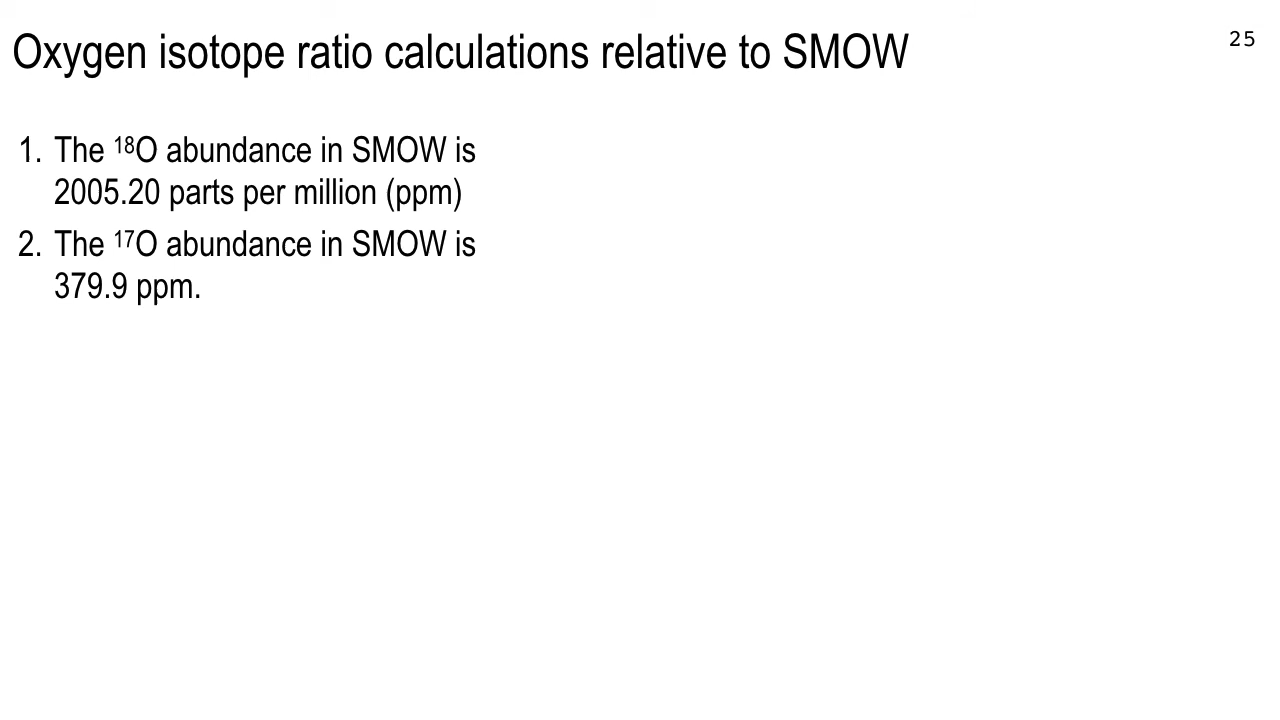 Oxygen isotope ratio calculations relative to SMOW
25
1. The ¹⁸O abundance in SMOW is
2005.20 parts per million (ppm)
2. The ¹⁷O abundance in SMOW is
379.9 ppm.